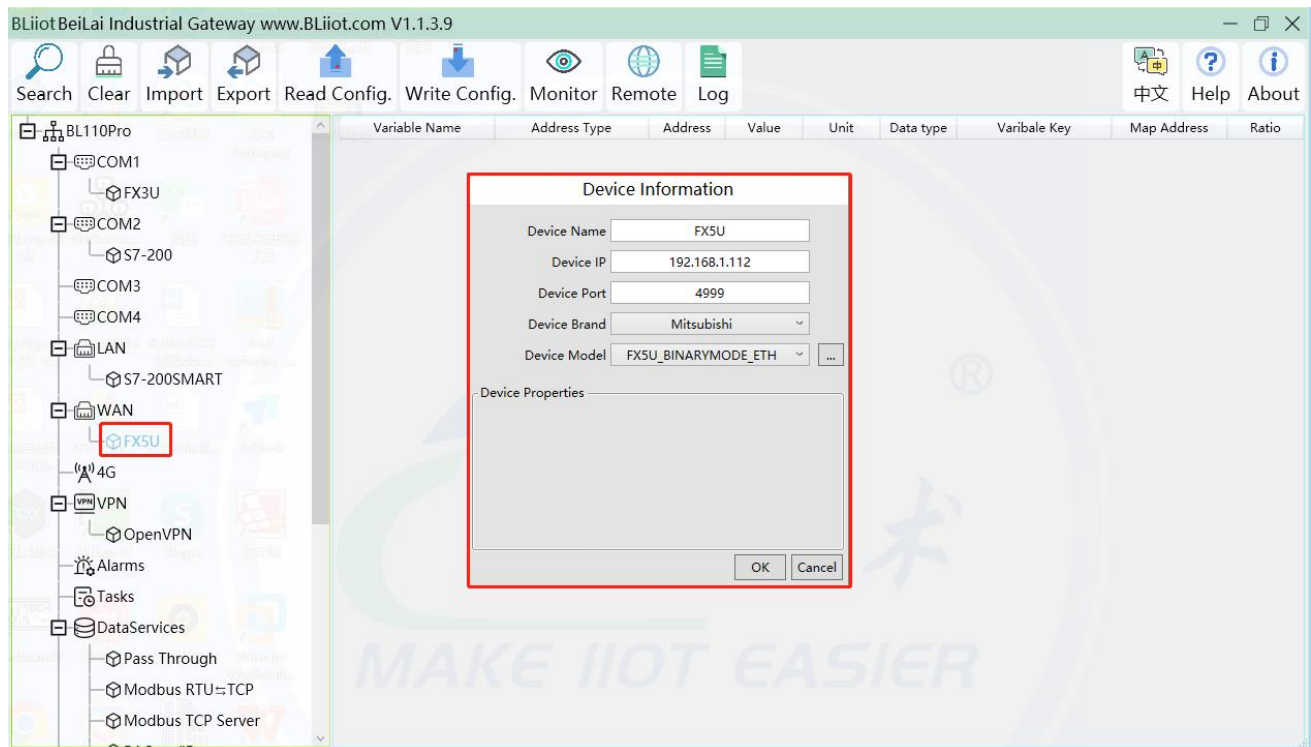 BLiiot BeiLai Industrial Gateway www.BLiiot.com V1.1.3.9
Search Clear Import Export Read Config. Write Config. Monitor Remote Log 中文 Help About
BL110Pro
COM1
FX3U
COM2
S7-200
COM3
COM4
LAN
S7-200SMART
WAN
FX5U
4G
VPN VPN
OpenVPN
Alarms
Tasks
DataServices
Pass Through
Modbus RTU⇆TCP
Modbus TCP Server
Variable Name Address Type Address Value Unit Data type Varibale Key Map Address Ratio
Device Information
Device Name FX5U
Device IP 192.168.1.112
Device Port 4999
Device Brand Mitsubishi
Device Model FX5U_BINARYMODE_ETH ...
Device Properties
OK Cancel
®
术
MAKE IIOT EASIER